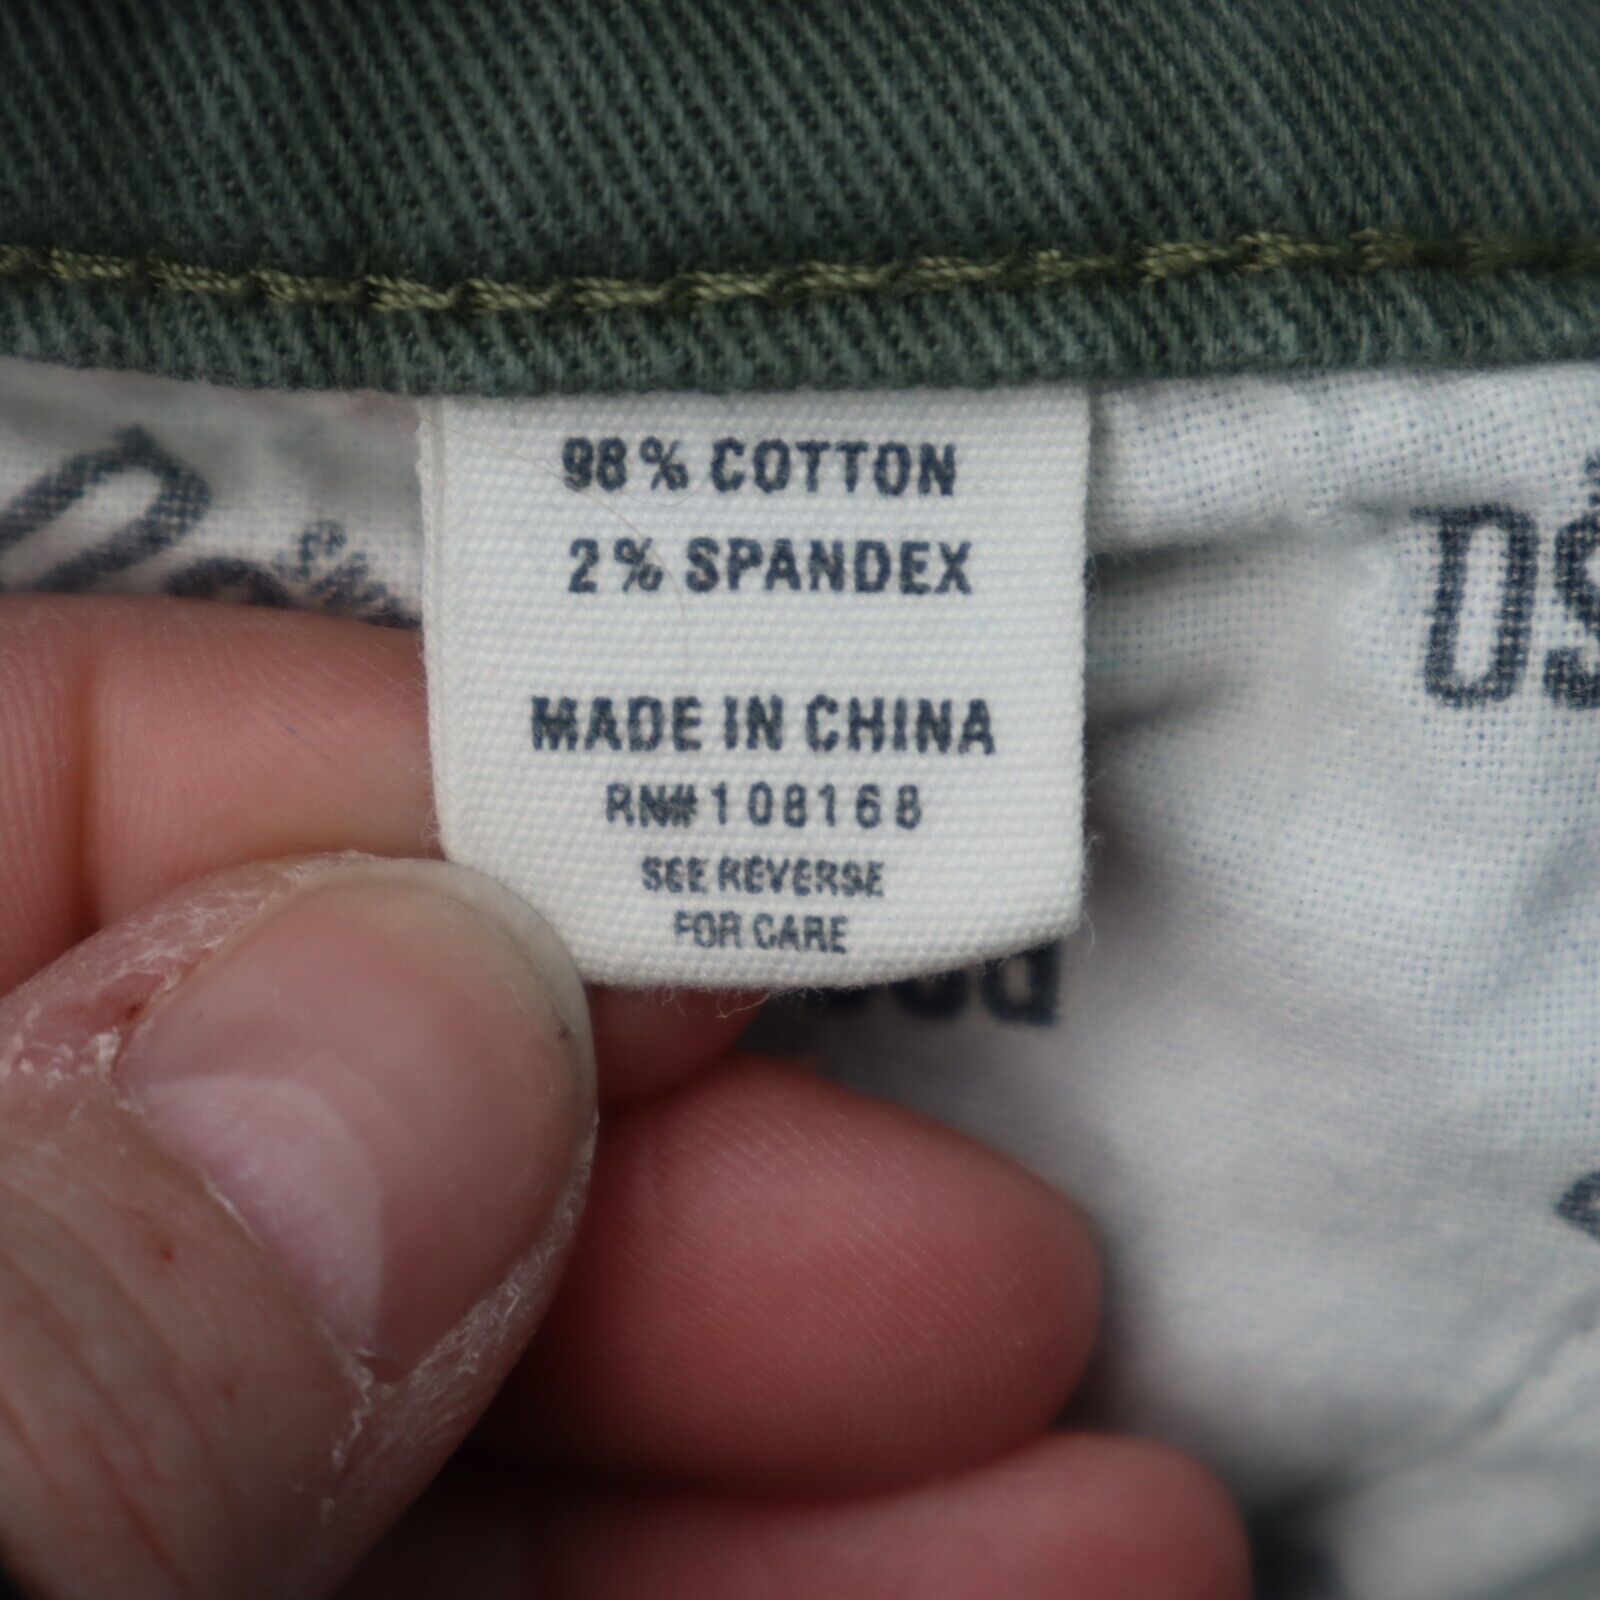 98% COTTON
2% SPANDEX
MADE IN CHINA
RN#108168
SEE REVERSE
FOR CARE